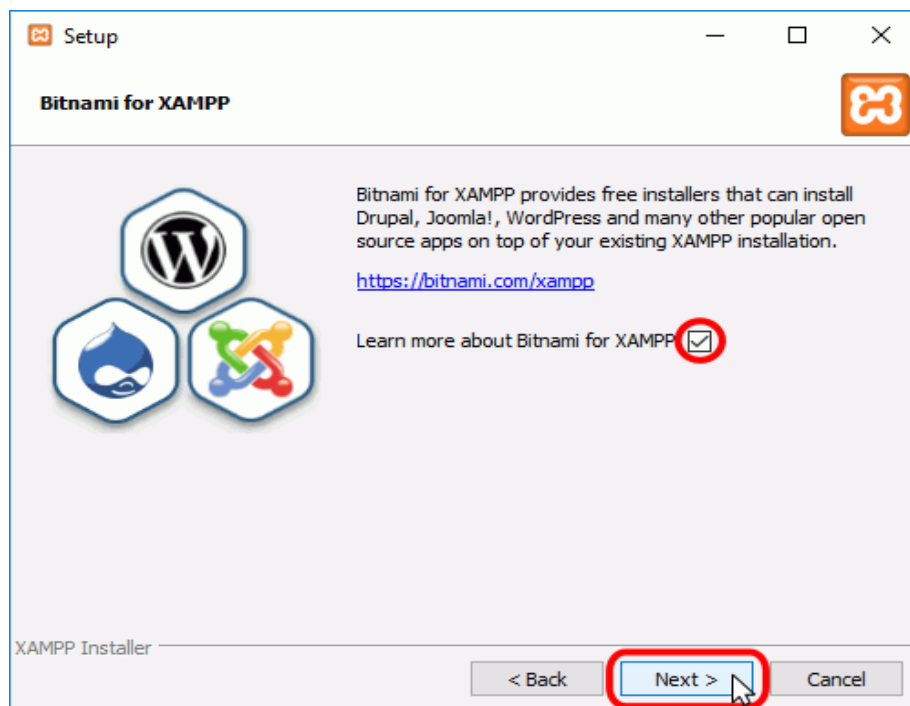 Setup
Bitnami for XAMPP
Bitnami for XAMPP provides free installers that can install
Drupal, Joomla!, WordPress and many other popular open
source apps on top of your existing XAMPP installation.
https://bitnami.com/xampp
Learn more about Bitnami for XAMPP
XAMPP Installer
< Back
Next >
Cancel